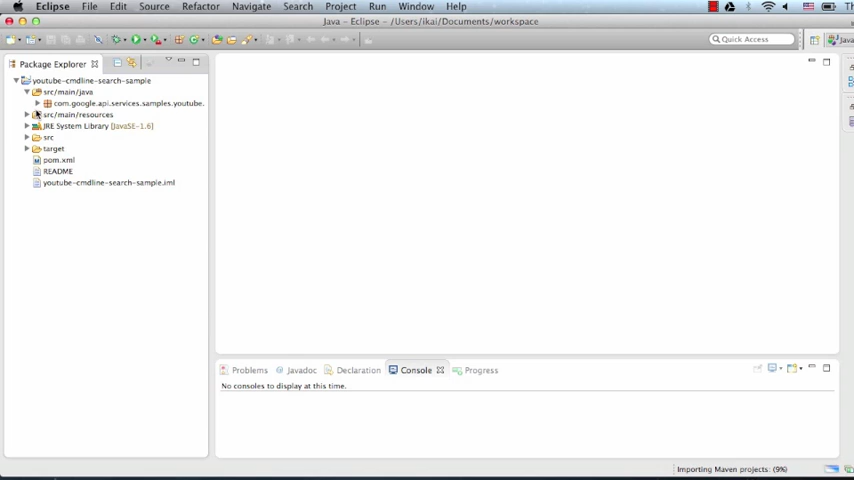 Eclipse File Edit Source Refactor Navigate Search Project Run Window Help
Java - Eclipse - /Users/ikai/Documents/workspace
Quick Access
Java
Package Explorer
youtube-cmdline-search-sample
src/main/java
com.google.api.services.samples.youtube.
src/main/resources
JRE System Library [JavaSE-1.6]
src
target
pom.xml
README
youtube-cmdline-search-sample.iml
Problems Javadoc Declaration Console Progress
No consoles to display at this time.
Importing Maven projects: (9%)